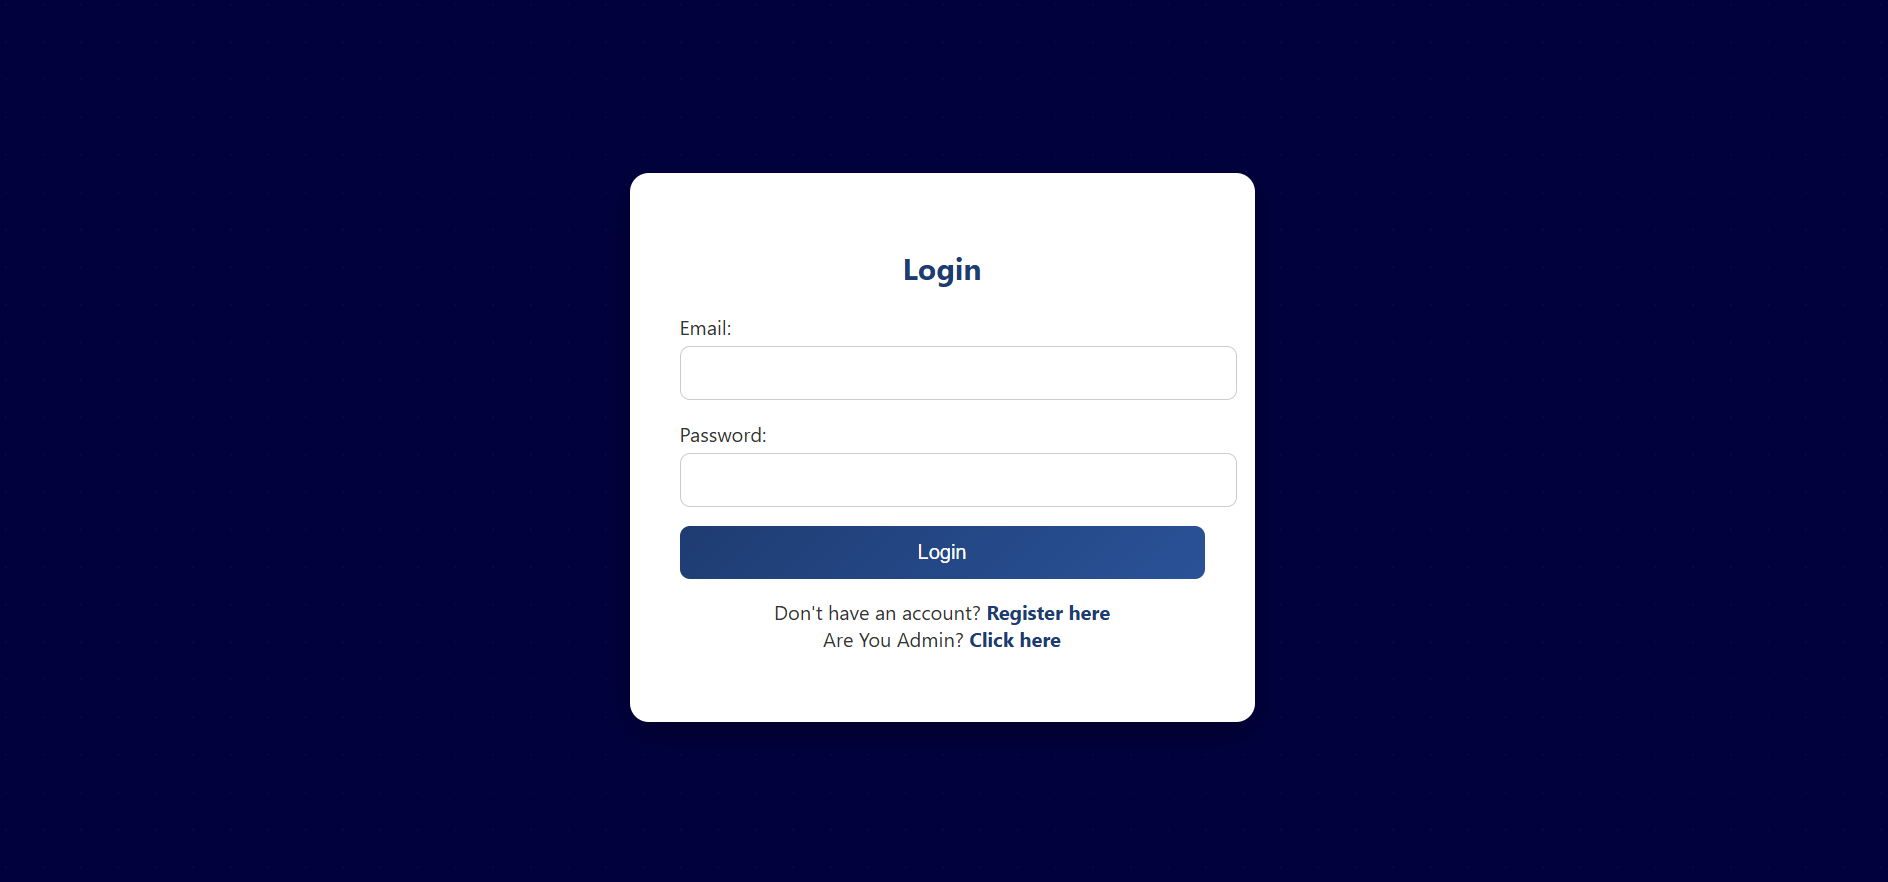 Login
Email:
Password:
Login
Don't have an account? Register here
Are You Admin? Click here